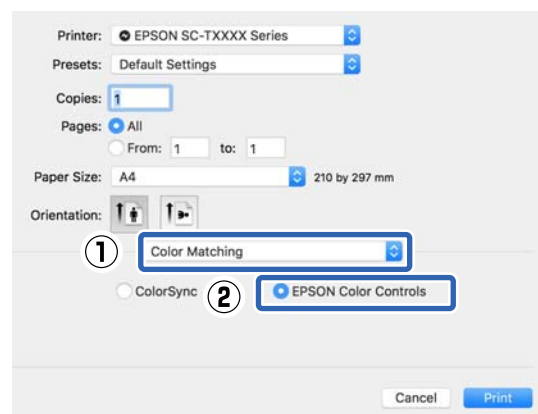 Printer: EPSON SC-TXXXX Series
Presets: Default Settings
Copies: 1
Pages: All
From: 1 to: 1
Paper Size: A4 210 by 297 mm
Orientation:
① Color Matching
ColorSync ② EPSON Color Controls
Cancel Print